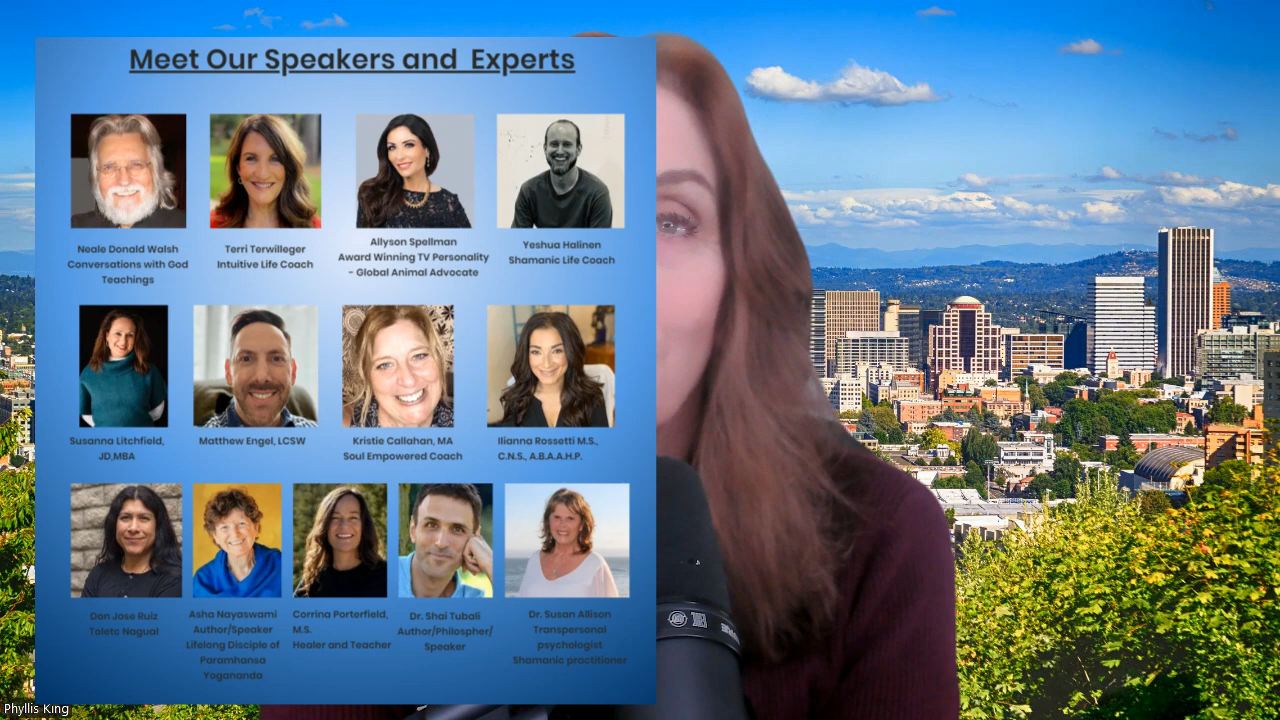 Meet Our Speakers and Experts
Neale Donald Walsh
Conversations with God
Teachings
Terri Terwilleger
Intuitive Life Coach
Allyson Spellman
Award Winning TV Personality
- Global Animal Advocate
Yeshua Halinen
Shamanic Life Coach
Susanna Litchfield,
JD,MBA
Matthew Engel, LCSW
Kristie Callahan, MA
Soul Empowered Coach
Ilianna Rossetti M.S.,
C.N.S., A.B.A.A.H.P.
Don Jose Ruiz
Toletc Nagual
Asha Nayaswami
Author/Speaker
Lifelong Disciple of
Paramhansa
Yogananda
Corrina Porterfield,
M.S.
Healer and Teacher
Dr. Shai Tubali
Author/Philospher/
Speaker
Dr. Susan Allison
Transpersonal
psychologist
Shamanic practitioner
Phyllis King